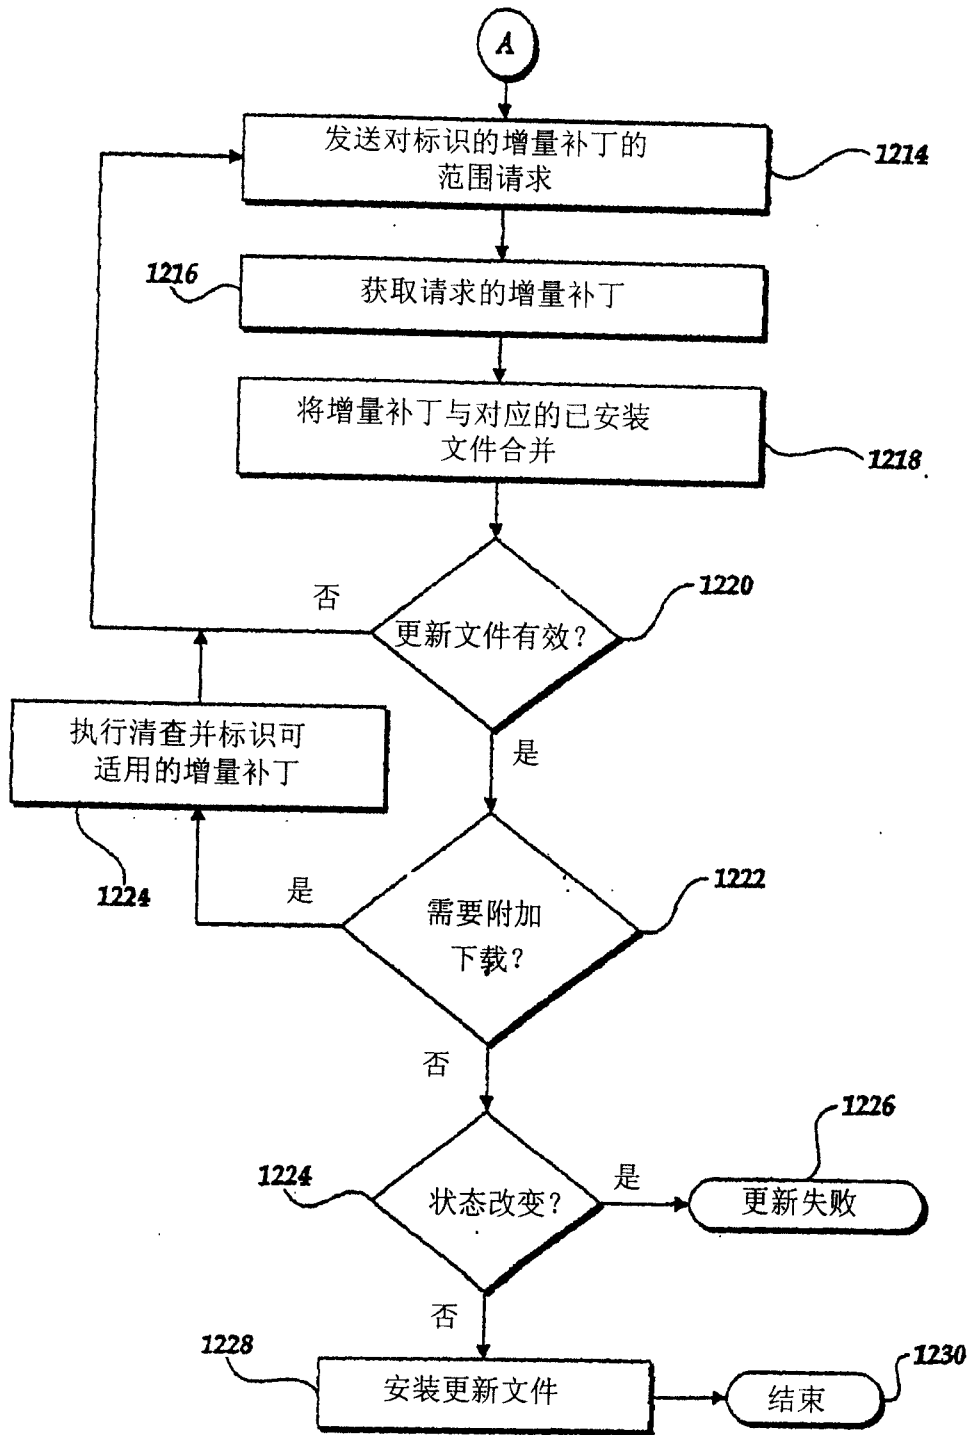 A
发送对标识的增量补丁的
范围请求
1214
1216
获取请求的增量补丁
将增量补丁与对应的已安装
文件合并
1218
否
更新文件有效？
1220
是
执行清查并标识可
适用的增量补丁
1224
是
需要附加
下载？
1222
否
1224
状态改变？
是
更新失败
1226
否
1228
安装更新文件
结束
1230